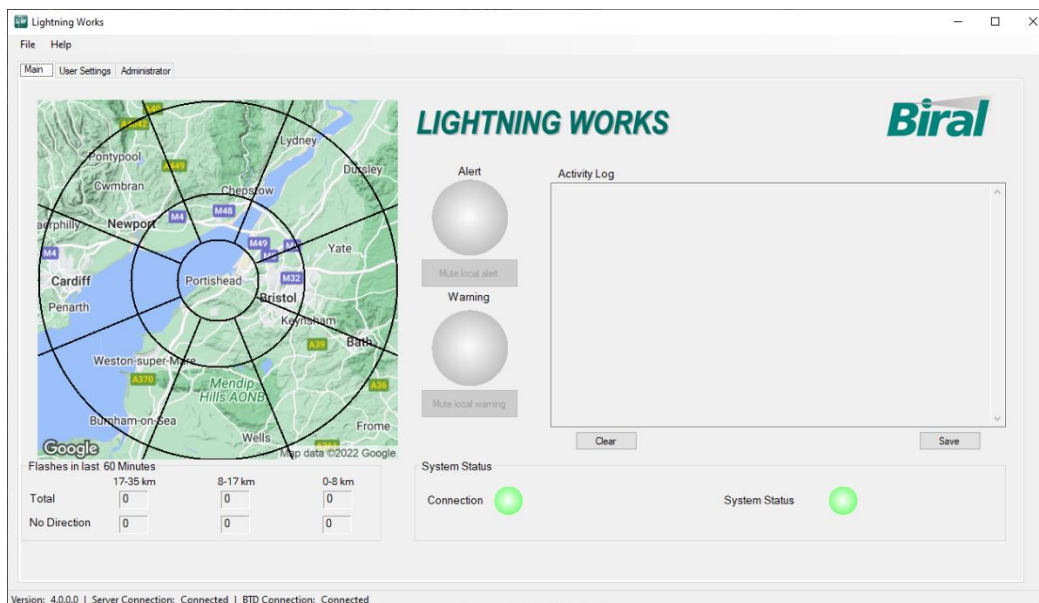 Lightning Works
File Help
Main User Settings Administrator
Lydney
Pontypool
A449
Dursley
Cwmbran
Chepstow
M4 M48
Newport
M49
Yate
M4
Cardiff
Portishead
M32
Penarth
Bristol
Keynsham
A39
Bath
Weston-super-Mare
A370
Mendip
Hills AONB
A36
Burnham-on-Sea
Frome
Wells
Google
Map data ©2022 Google
LIGHTNING WORKS
Biral
Alert
Activity Log
Mute local alert
Warning
Mute local warning
Clear
Save
Flashes in last 60 Minutes
17-35 km 8-17 km 0-8 km
Total 0 0 0
No Direction 0 0 0
System Status
Connection
System Status
Version: 4.0.0.0 | Server Connection: Connected | BTD Connection: Connected